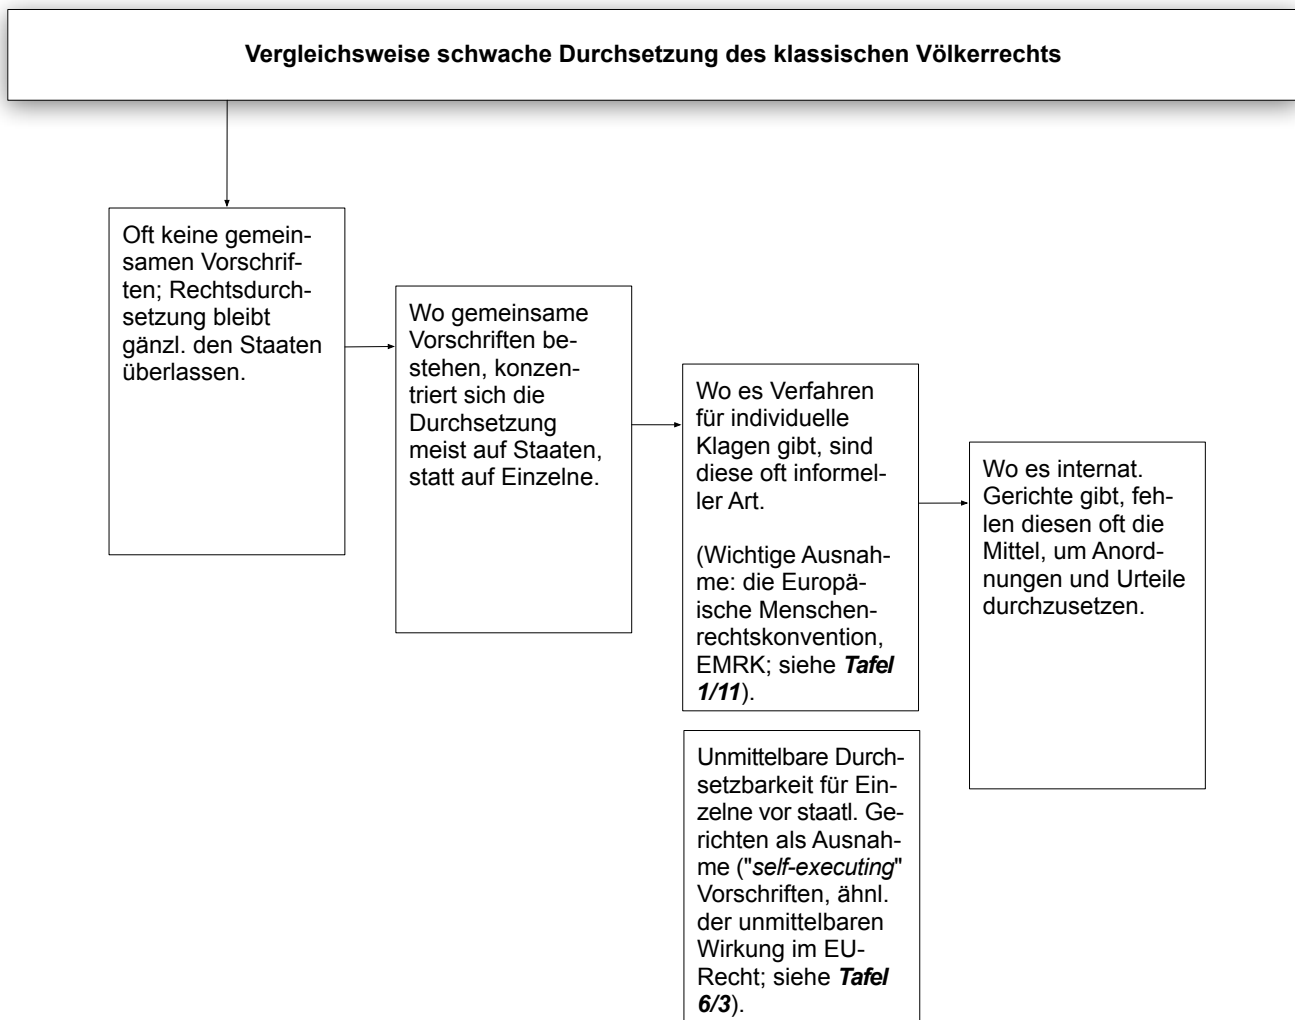 Vergleichsweise schwache Durchsetzung des klassischen Völkerrechts
Oft keine gemein-
samen Vorschrif-
ten; Rechtsdurch-
setzung bleibt
gänzl. den Staaten
überlassen.
Wo gemeinsame
Vorschriften be-
stehen, konzen-
triert sich die
Durchsetzung
meist auf Staaten,
statt auf Einzelne.
Wo es Verfahren
für individuelle
Klagen gibt, sind
diese oft informel-
ler Art.
(Wichtige Ausnah-
me: die Europä-
ische Menschen-
rechtskonvention,
EMRK; siehe Tafel
1/11).
Unmittelbare Durch-
setzbarkeit für Ein-
zelne vor staatl. Ge-
richten als Ausnah-
me ("self-executing"
Vorschriften, ähnl.
der unmittelbaren
Wirkung im EU-
Recht; siehe Tafel
6/3).
Wo es internat.
Gerichte gibt, feh-
len diesen oft die
Mittel, um Anord-
nungen und Urteile
durchzusetzen.